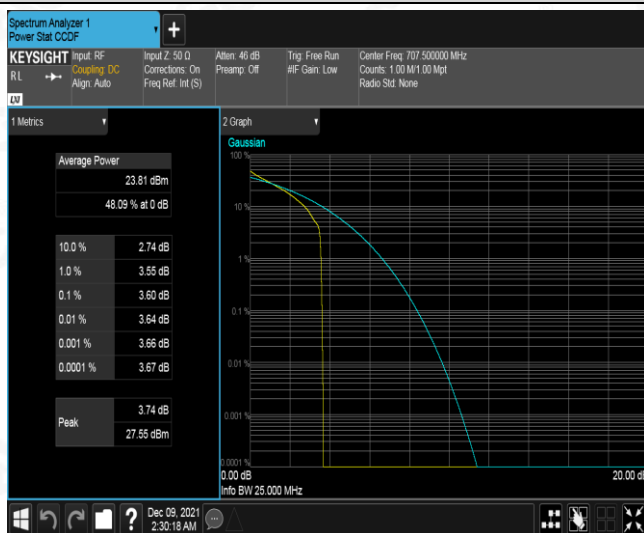 Spectrum Analyzer 1
Power Stat CCDF
+
KEYSIGHT
RL
LXI
Input: RF
Coupling: DC
Align: Auto
Input Z: 50 Ω
Corrections: On
Freq Ref: Int (S)
Atten: 46 dB
Preamp: Off
Trig: Free Run
#IF Gain: Low
Center Freq: 707.500000 MHz
Counts: 1.00 M/1.00 Mpt
Radio Std: None
1 Metrics
Average Power
23.81 dBm
48.09 % at 0 dB
10.0 % 2.74 dB
1.0 % 3.55 dB
0.1 % 3.60 dB
0.01 % 3.64 dB
0.001 % 3.66 dB
0.0001 % 3.67 dB
Peak
3.74 dB
27.55 dBm
2 Graph
Gaussian
100 %
10 %
1 %
0.1 %
0.01 %
0.001 %
0.0001 %
0.00 dB
20.00 dB
Info BW 25.000 MHz
?
Dec 09, 2021
2:30:18 AM